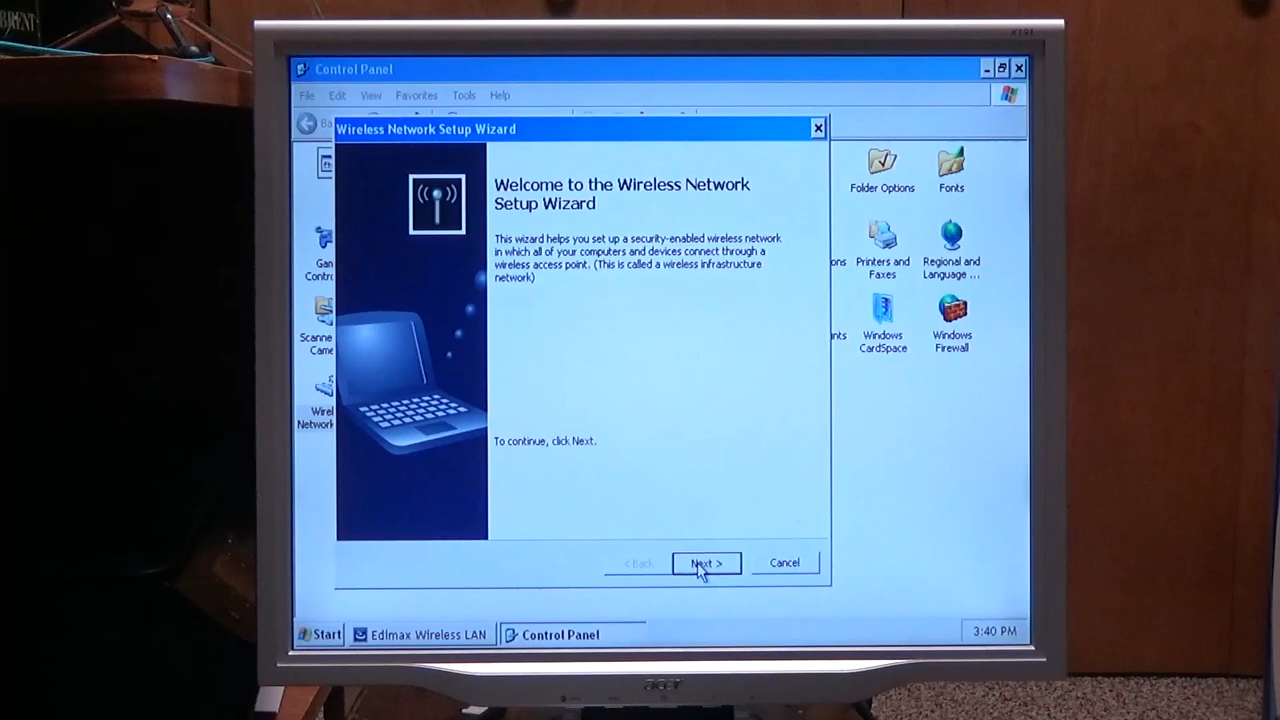 X191
Control Panel
File Edit View Favorites Tools Help
Wireless Network Setup Wizard
Welcome to the Wireless Network
Setup Wizard
This wizard helps you set up a security-enabled wireless network
in which all of your computers and devices connect through a
wireless access point. (This is called a wireless infrastructure
network)
To continue, click Next.
< Back
Next >
Cancel
Folder Options
Fonts
Printers and
Faxes
Regional and
Language ...
Windows
CardSpace
Windows
Firewall
Start
Edimax Wireless LAN
Control Panel
3:40 PM
acer